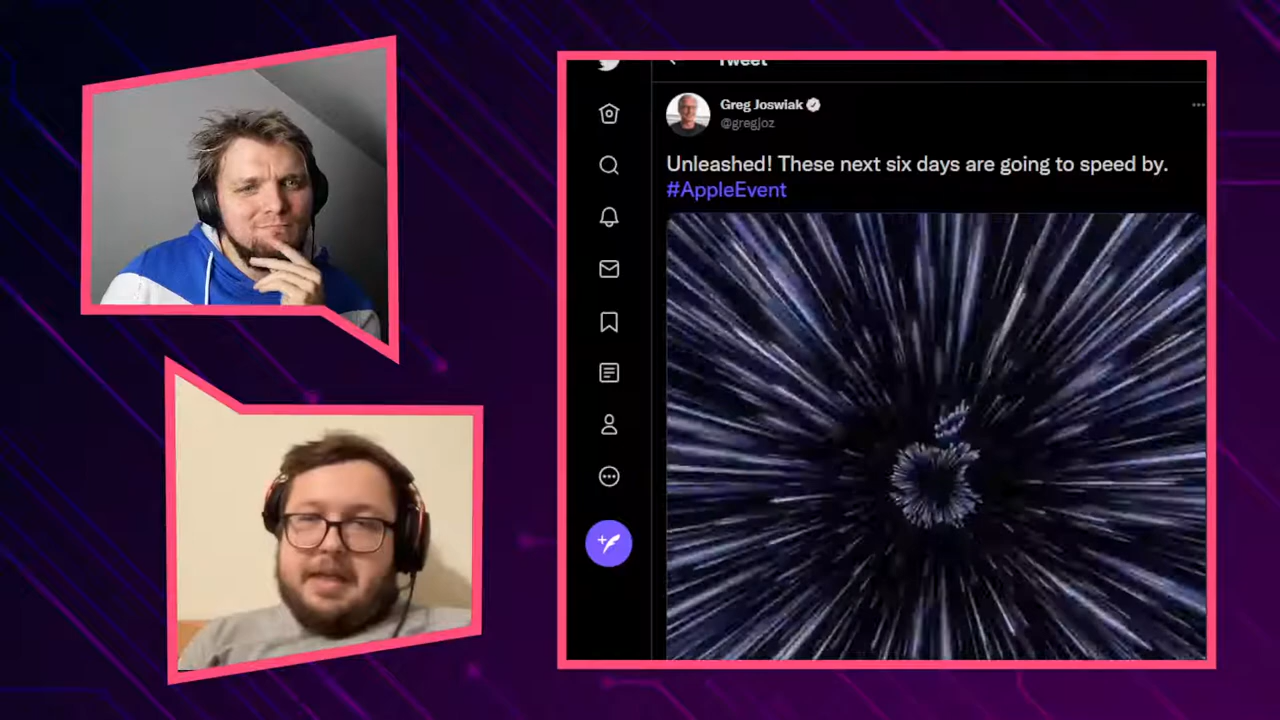 Tweet
Greg Joswiak
@gregjoz
Unleashed! These next six days are going to speed by.
#AppleEvent